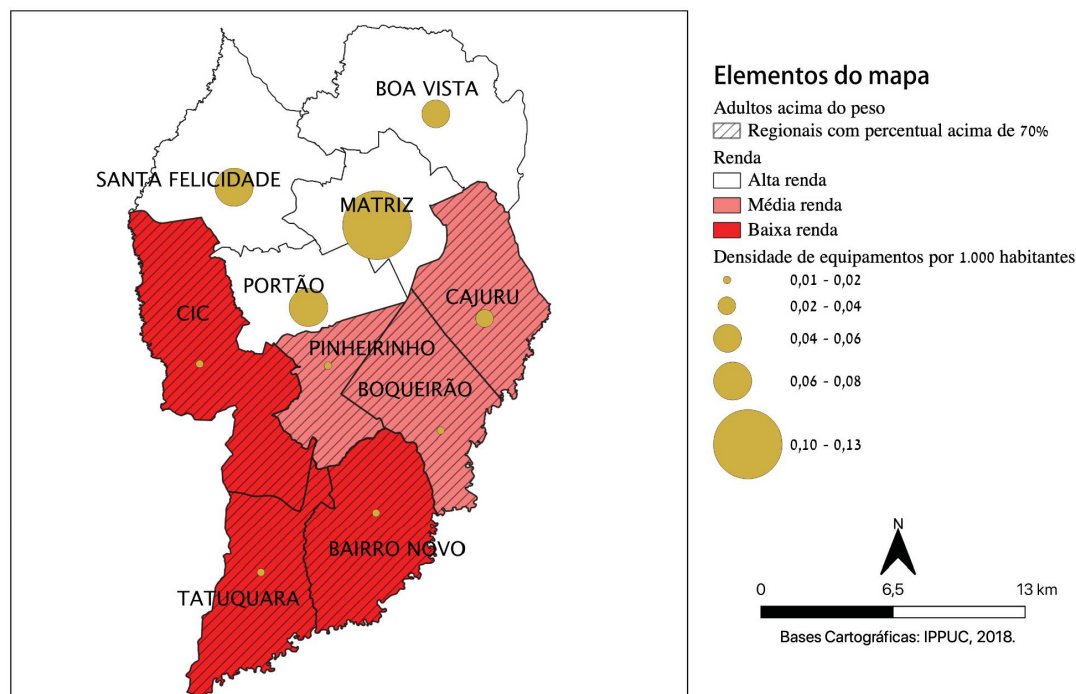 BOA VISTA
SANTA FELICIDADE
MATRIZ
PORTÃO
CAJURU
CIC
PINHEIRINHO
BOQUEIRÃO
BAIRRO NOVO
TATUQUARA
Elementos do mapa
Adultos acima do peso
Regionais com percentual acima de 70%
Renda
Alta renda
Média renda
Baixa renda
Densidade de equipamentos por 1.000 habitantes
0,01 - 0,02
0,02 - 0,04
0,04 - 0,06
0,06 - 0,08
0,10 - 0,13
N
0 6,5 13 km
Bases Cartográficas: IPPUC, 2018.